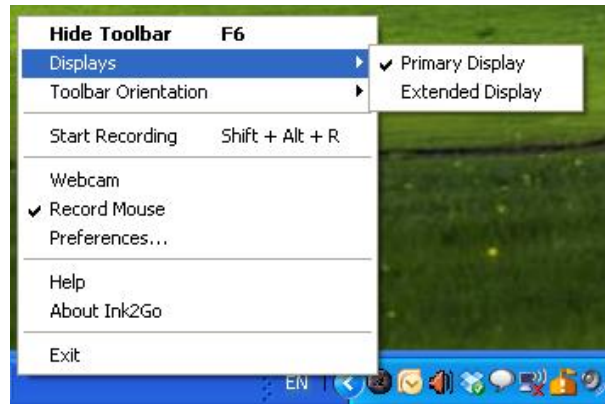 Hide Toolbar F6
Displays
Primary Display
Toolbar Orientation
Extended Display
Start Recording Shift + Alt + R
Webcam
Record Mouse
Preferences...
Help
About Ink2Go
Exit
EN